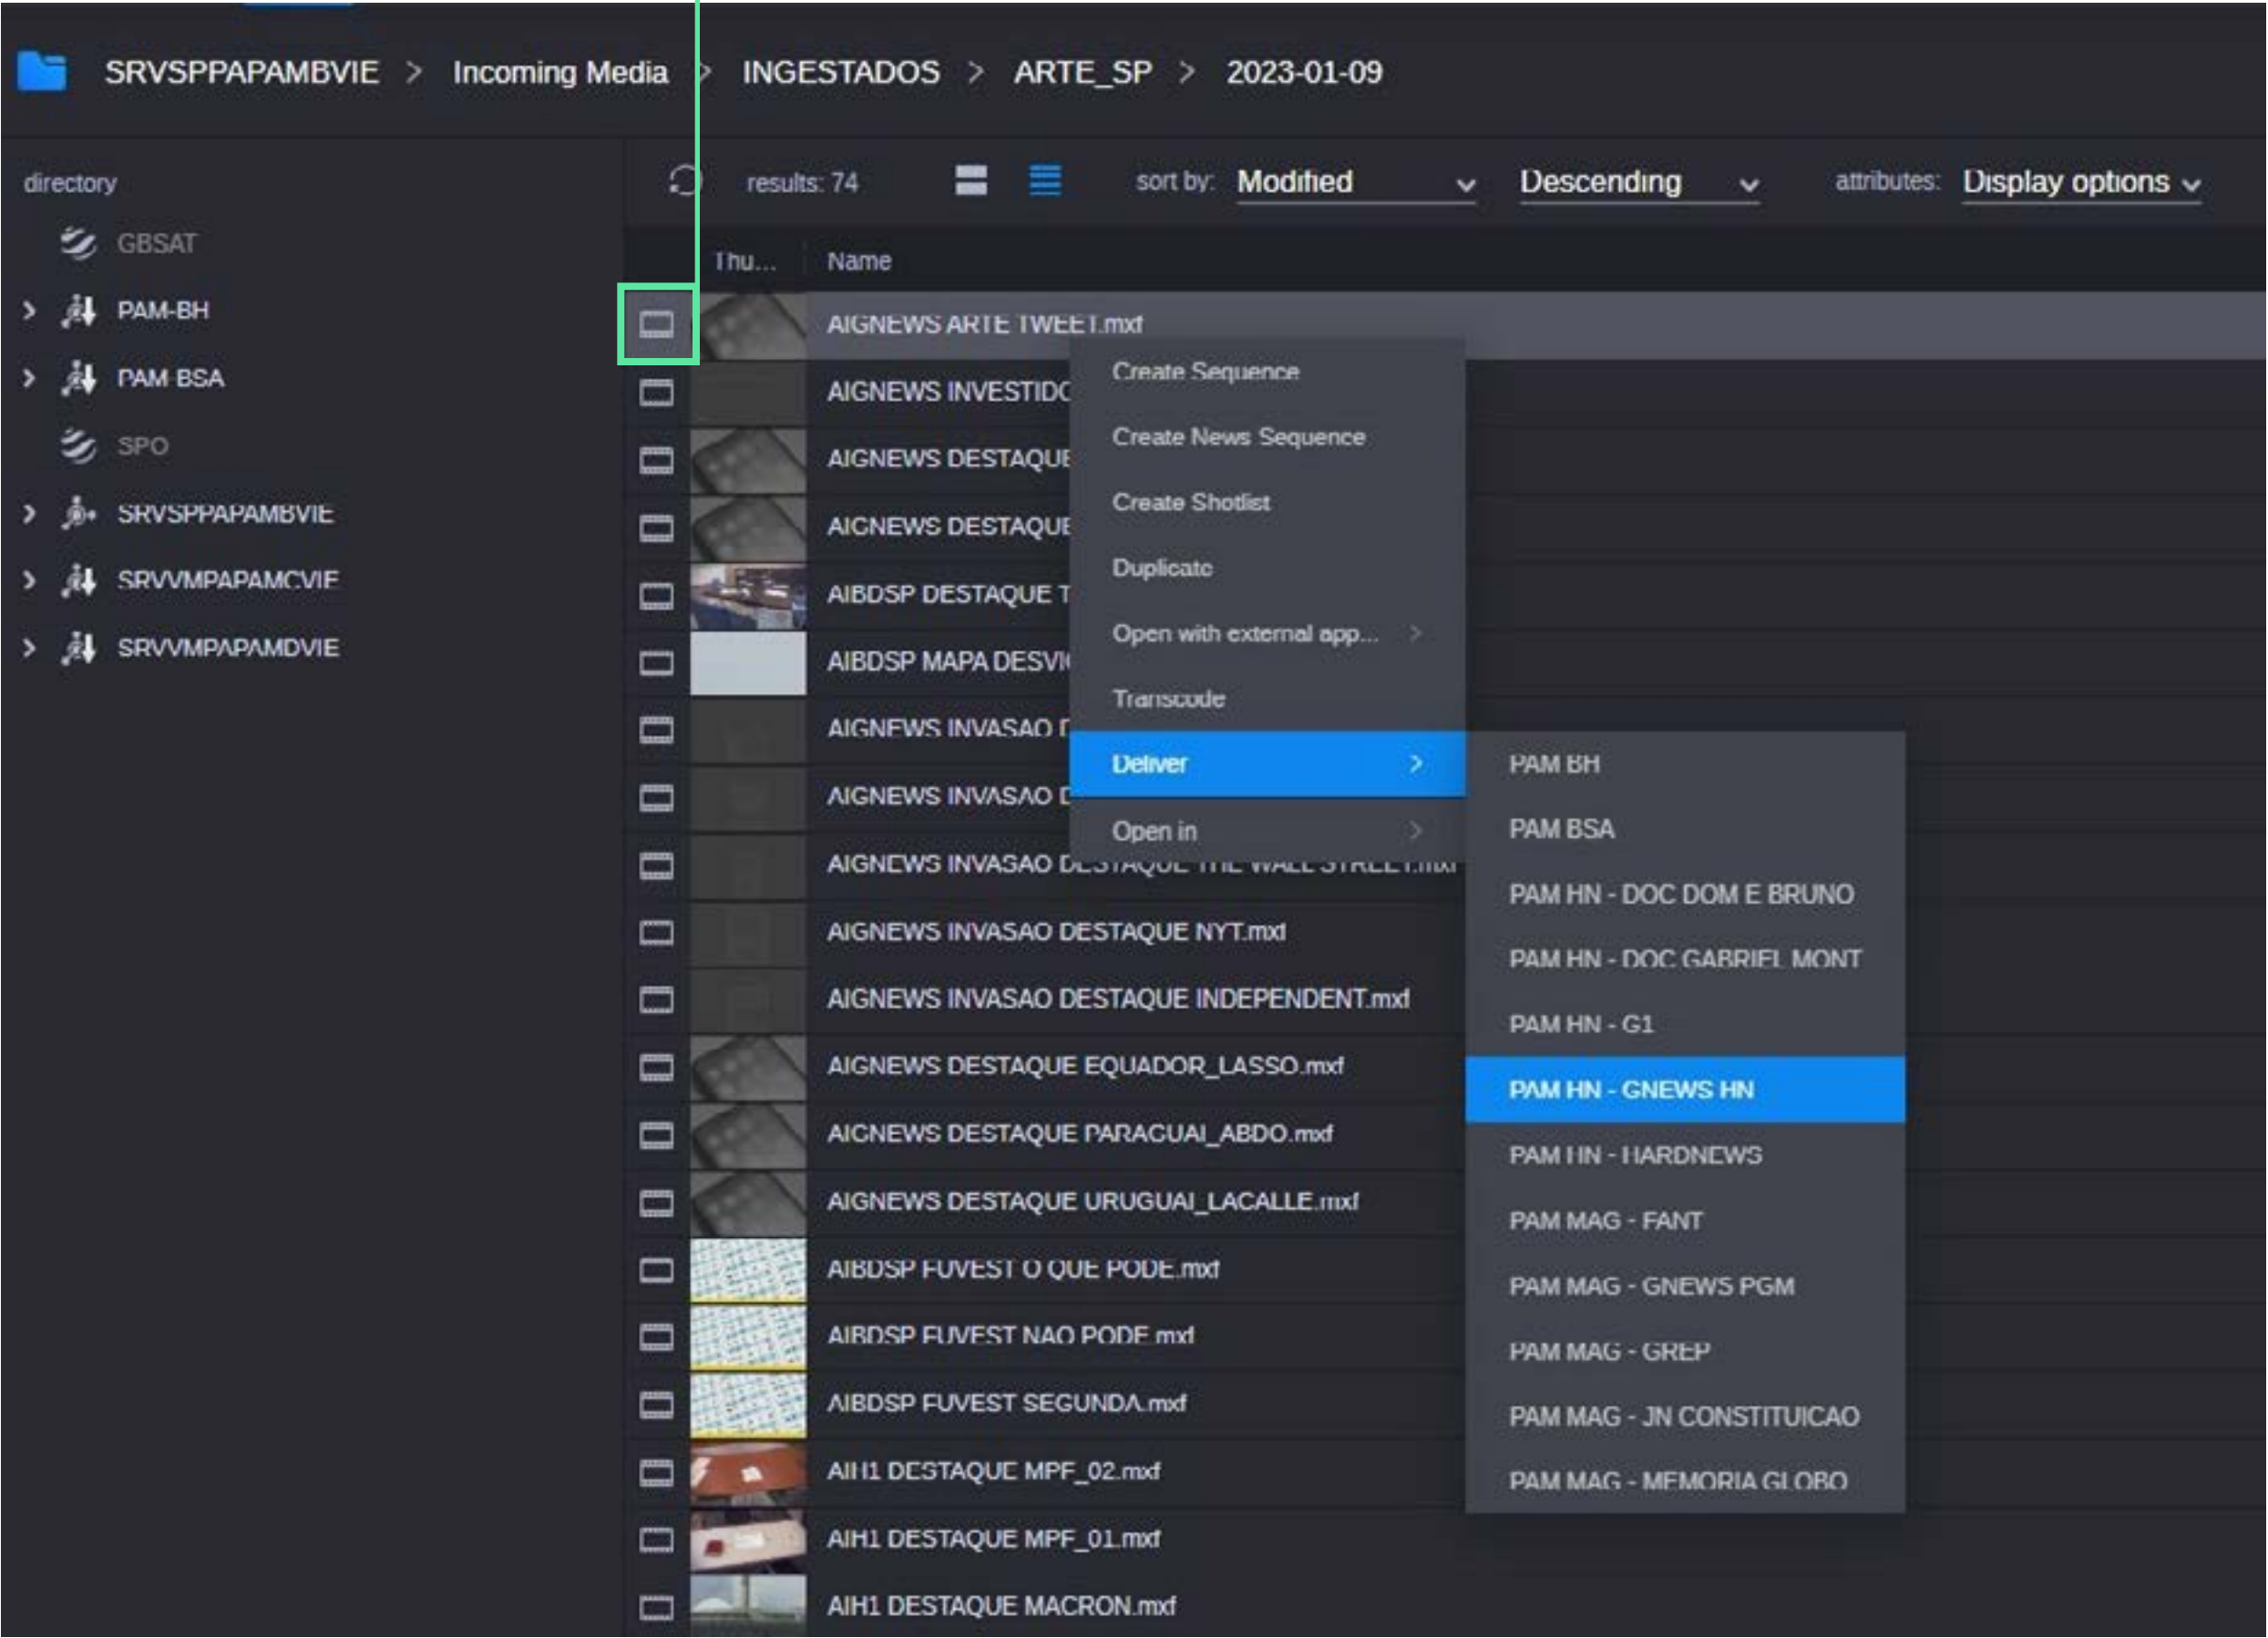 SRVSPPAPAMBVIE > Incoming Media > INGESTADOS > ARTE_SP > 2023-01-09
directory
results: 74
sort by: Modified
Descending
attributes: Display options
GBSAT
PAM-BH
PAM-BSA
SPO
SRVSPPAPAMBVIE
SRVVMPAPAMCVIE
SRVVMPAPAMDVIE
Thu...
Name
AIGNEWS ARTE TWEET.mxf
AIGNEWS INVESTIDO
AIGNEWS DESTAQUE
AIGNEWS DESTAQUE
AIBDSP DESTAQUE T
AIBDSP MAPA DESVI
AIGNEWS INVASAO D
AIGNEWS INVASAO D
AIGNEWS INVASAO DESTAQUE THE WALL STREET.mxf
AIGNEWS INVASAO DESTAQUE NYT.mxf
AIGNEWS INVASAO DESTAQUE INDEPENDENT.mxf
AIGNEWS DESTAQUE EQUADOR_LASSO.mxf
AIGNEWS DESTAQUE PARAGUAI_ABDO.mxf
AIGNEWS DESTAQUE URUGUAI_LACALLE.mxf
AIBDSP FUVEST O QUE PODE.mxf
AIBDSP FUVEST NAO PODE.mxf
AIBDSP FUVEST SEGUNDA.mxf
AIH1 DESTAQUE MPF_02.mxf
AIH1 DESTAQUE MPF_01.mxf
AIH1 DESTAQUE MACRON.mxf
Create Sequence
Create News Sequence
Create Shotlist
Duplicate
Open with external app... >
Transcode
Deliver >
Open in >
PAM BH
PAM BSA
PAM HN - DOC DOM E BRUNO
PAM HN - DOC GABRIEL MONT
PAM HN - G1
PAM HN - GNEWS HN
PAM HN - HARDNEWS
PAM MAG - FANT
PAM MAG - GNEWS PGM
PAM MAG - GREP
PAM MAG - JN CONSTITUICAO
PAM MAG - MEMORIA GLOBO